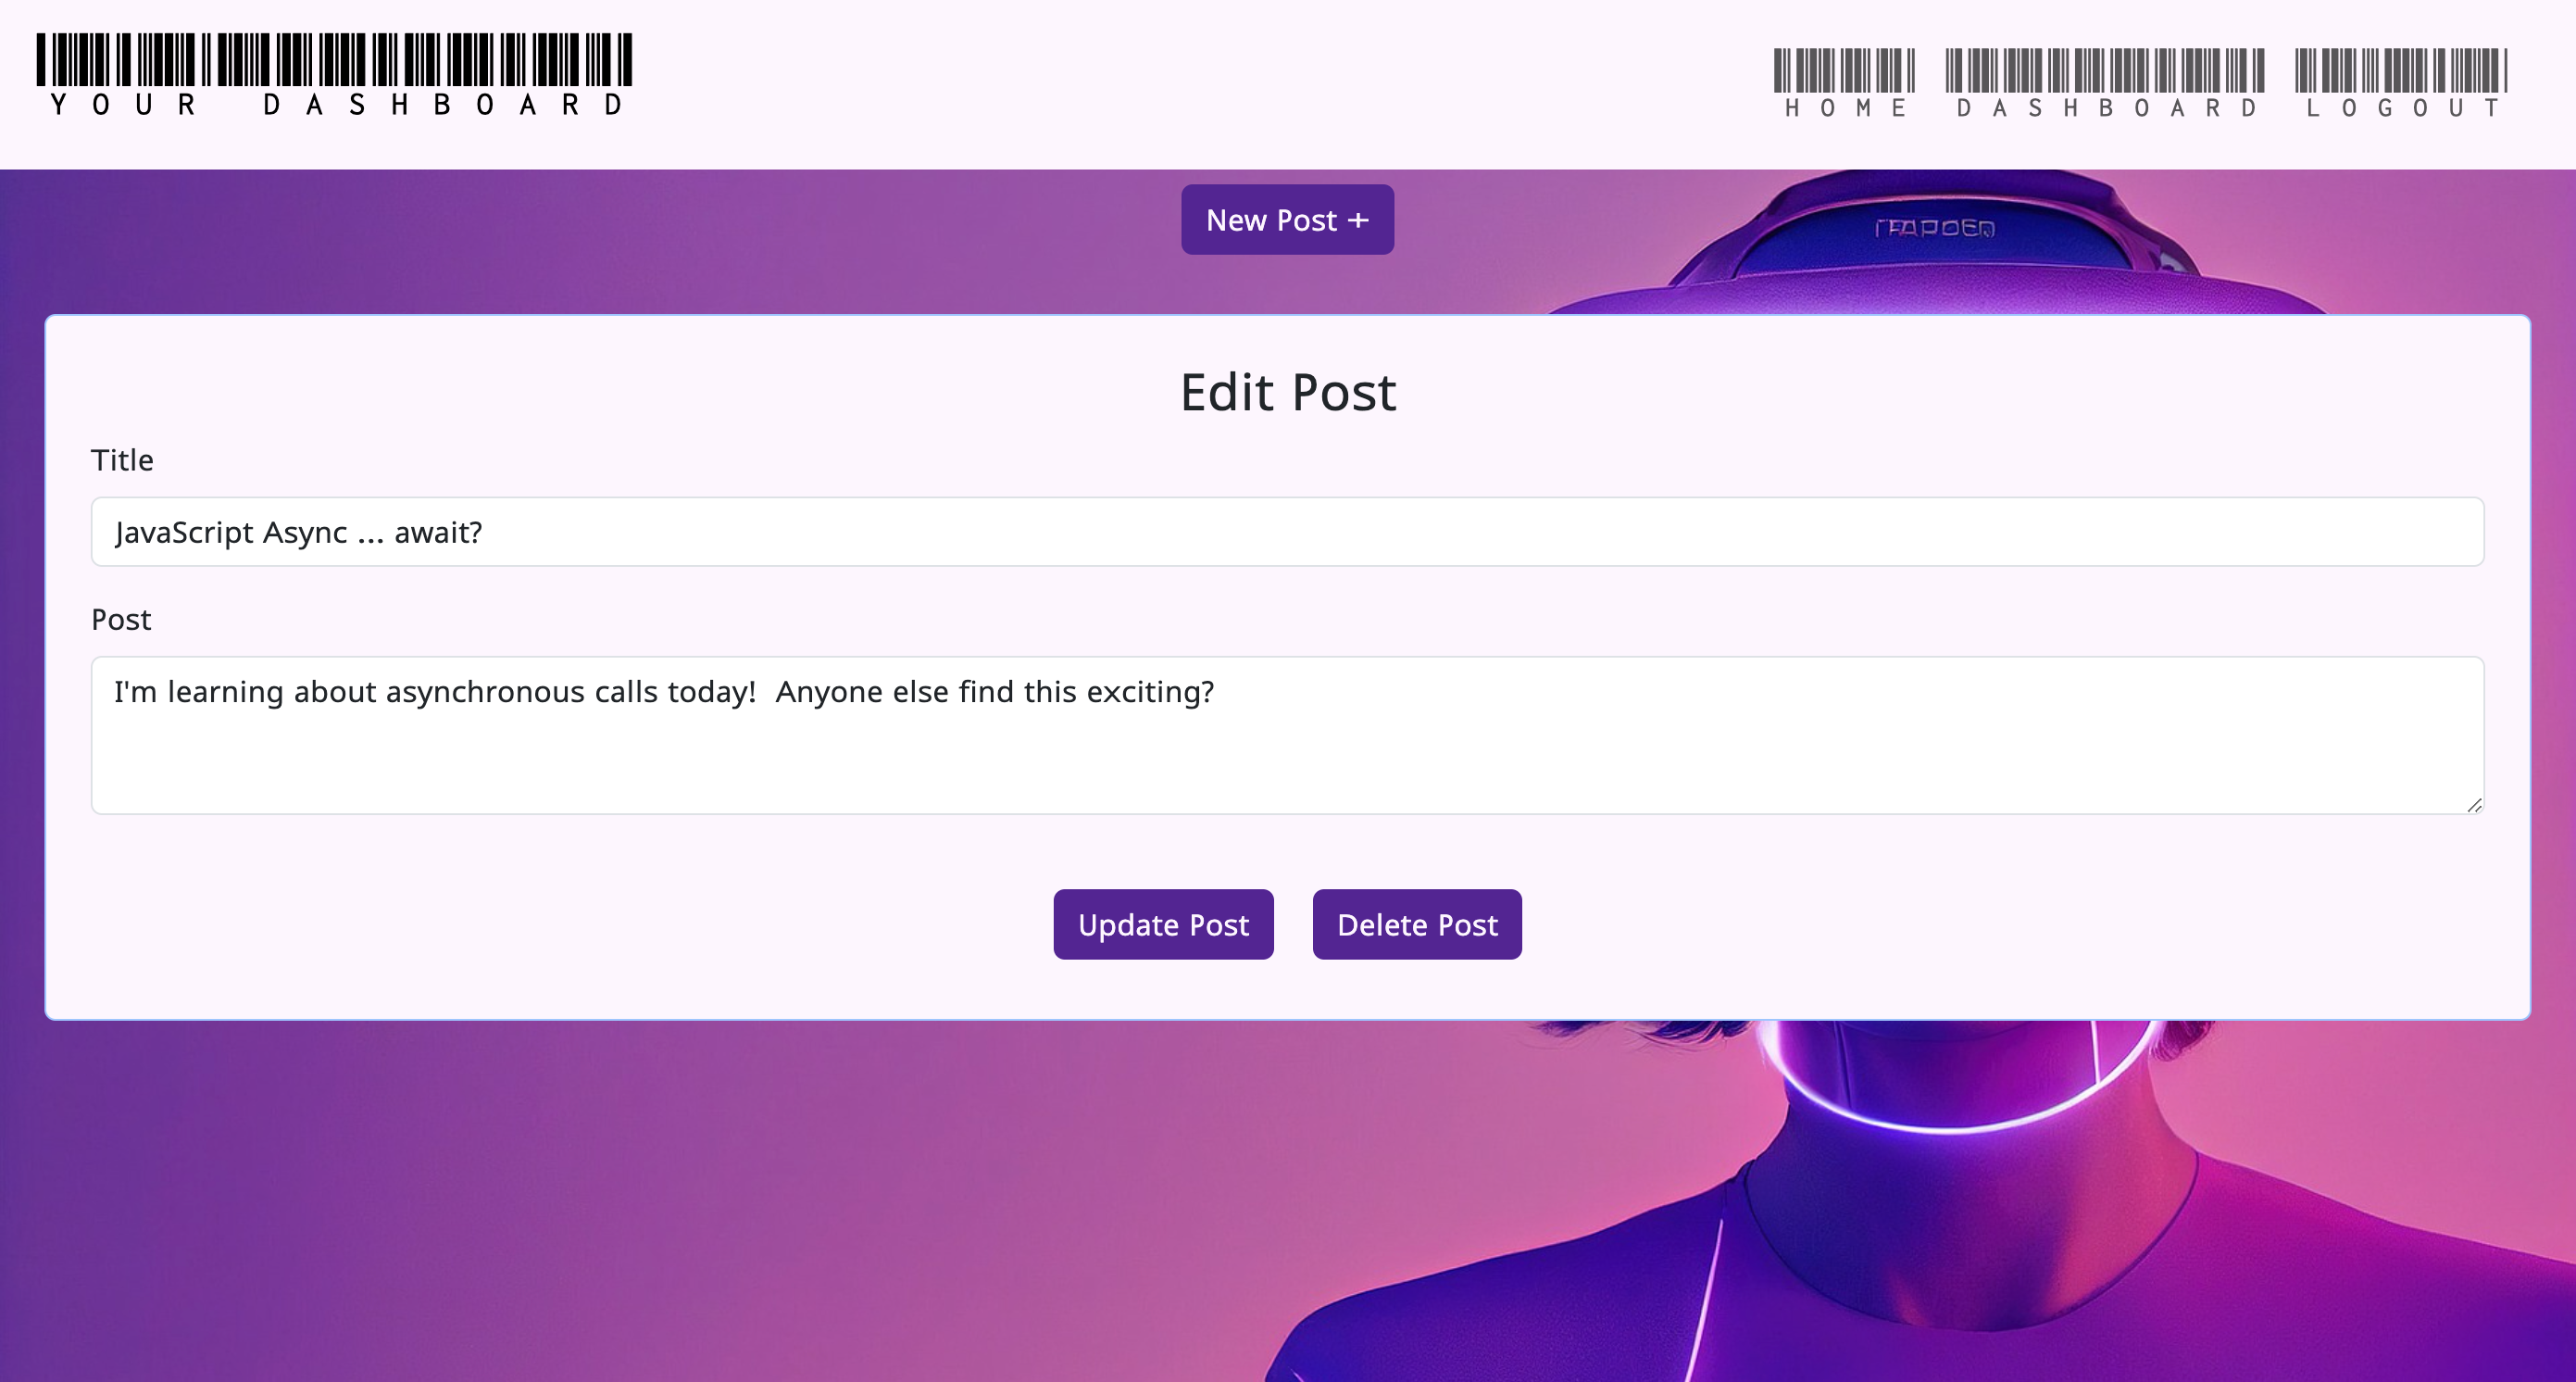 YOUR DASHBOARD
HOME DASHBOARD LOGOUT
New Post +
Edit Post
Title
JavaScript Async ... await?
Post
I'm learning about asynchronous calls today!  Anyone else find this exciting?
Update Post Delete Post